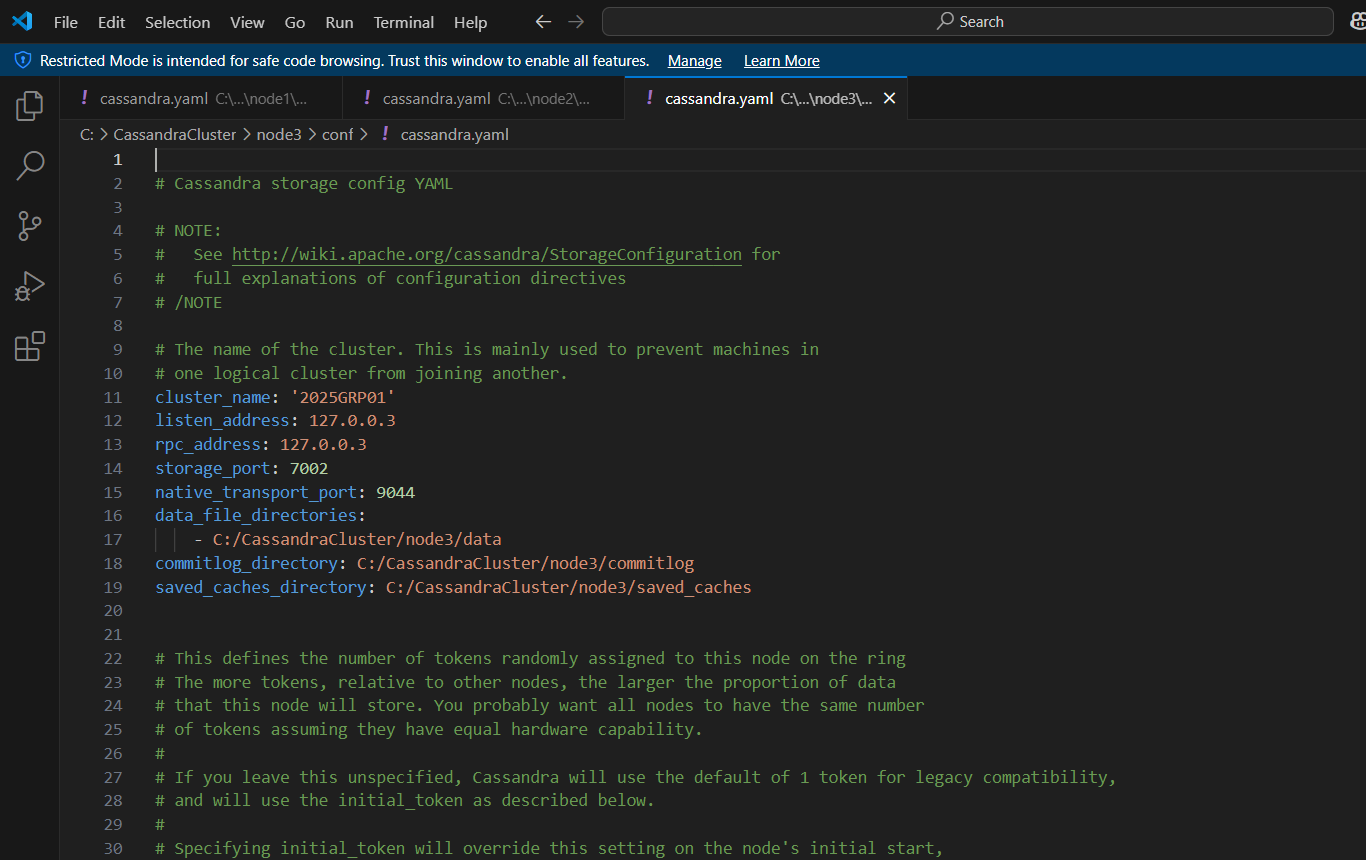 File Edit Selection View Go Run Terminal Help ← → Search
Restricted Mode is intended for safe code browsing. Trust this window to enable all features. Manage Learn More
! cassandra.yaml C:\...\node1\... ! cassandra.yaml C:\...\node2\... ! cassandra.yaml C:\...\node3\... ×
C: > CassandraCluster > node3 > conf > ! cassandra.yaml
1
2 # Cassandra storage config YAML
3
4 # NOTE:
5 #   See http://wiki.apache.org/cassandra/StorageConfiguration for
6 #   full explanations of configuration directives
7 # /NOTE
8
9 # The name of the cluster. This is mainly used to prevent machines in
10 # one logical cluster from joining another.
11 cluster_name: '2025GRP01'
12 listen_address: 127.0.0.3
13 rpc_address: 127.0.0.3
14 storage_port: 7002
15 native_transport_port: 9044
16 data_file_directories:
17     - C:/CassandraCluster/node3/data
18 commitlog_directory: C:/CassandraCluster/node3/commitlog
19 saved_caches_directory: C:/CassandraCluster/node3/saved_caches
20
21
22 # This defines the number of tokens randomly assigned to this node on the ring
23 # The more tokens, relative to other nodes, the larger the proportion of data
24 # that this node will store. You probably want all nodes to have the same number
25 # of tokens assuming they have equal hardware capability.
26 #
27 # If you leave this unspecified, Cassandra will use the default of 1 token for legacy compatibility,
28 # and will use the initial_token as described below.
29 #
30 # Specifying initial_token will override this setting on the node's initial start,